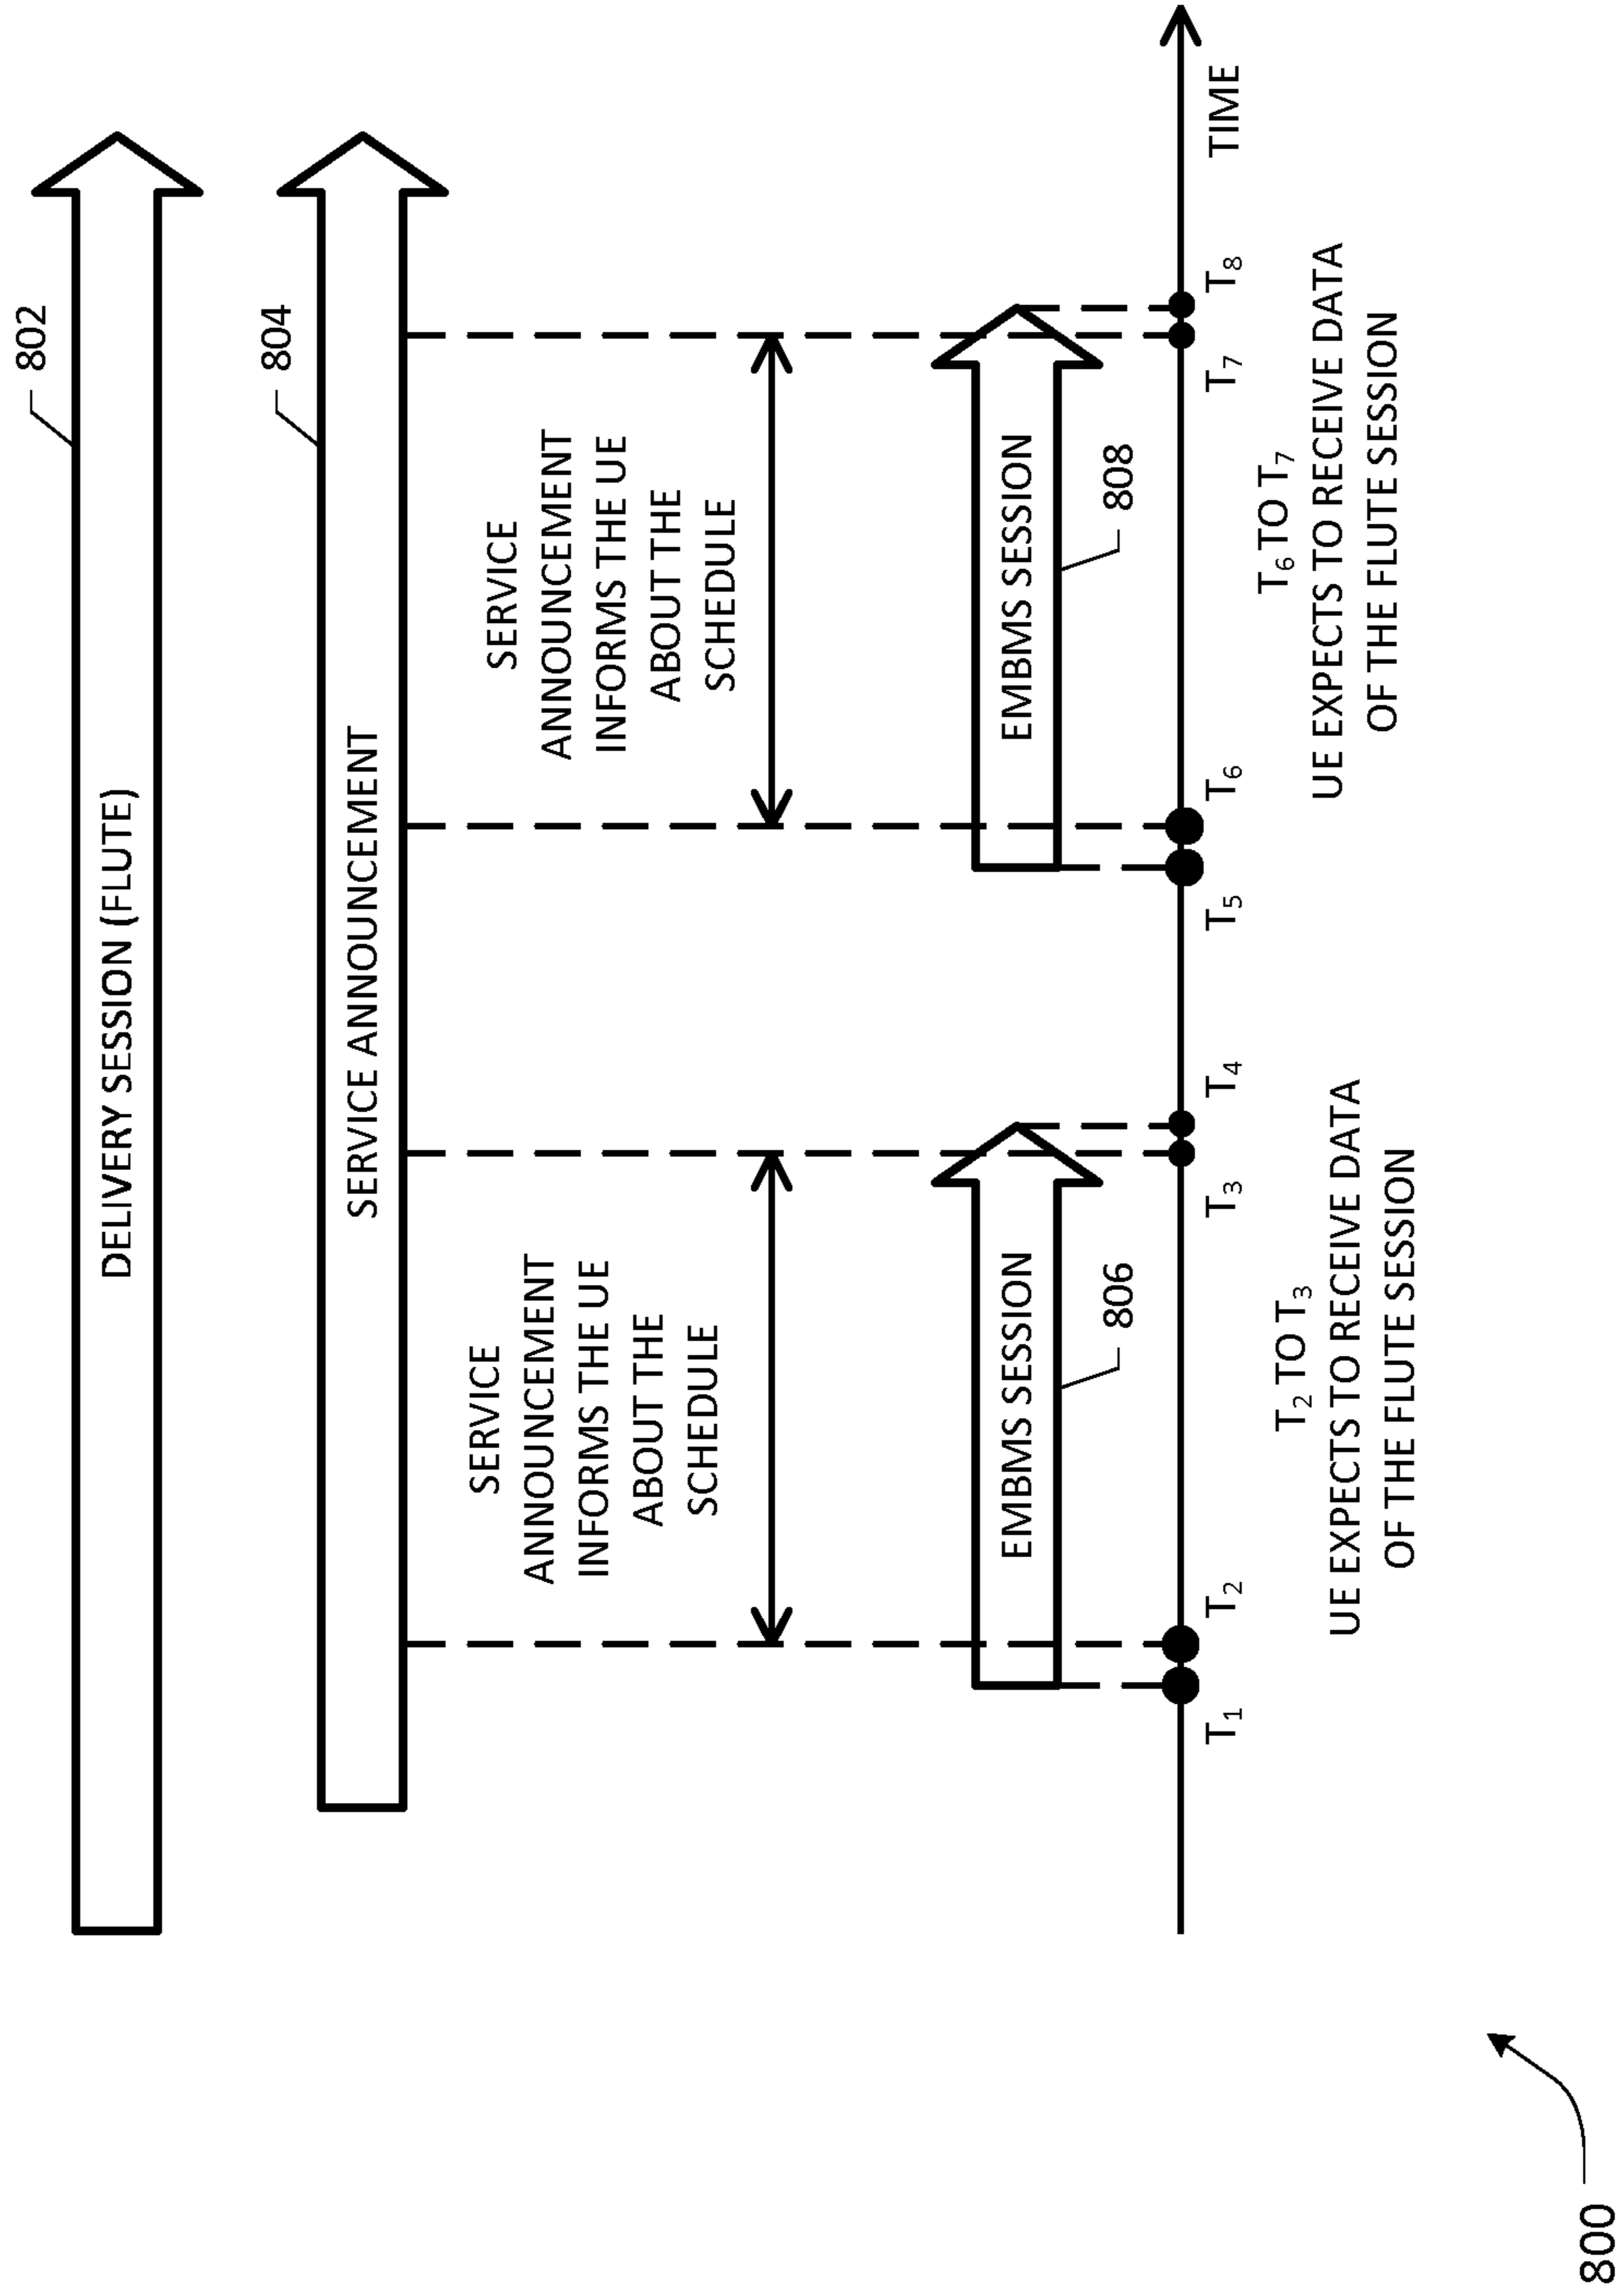 802
DELIVERY SESSION (FLUTE)
804
SERVICE ANNOUNCEMENT
SERVICE
ANNOUNCEMENT
INFORMS THE UE
ABOUT THE
SCHEDULE
SERVICE
ANNOUNCEMENT
INFORMS THE UE
ABOUT THE
SCHEDULE
EMBMS SESSION
806
EMBMS SESSION
808
T1
T2
T3
T4
T5
T6
T7
T8
TIME
T2 TO T3
UE EXPECTS TO RECEIVE DATA
OF THE FLUTE SESSION
T6 TO T7
UE EXPECTS TO RECEIVE DATA
OF THE FLUTE SESSION
800